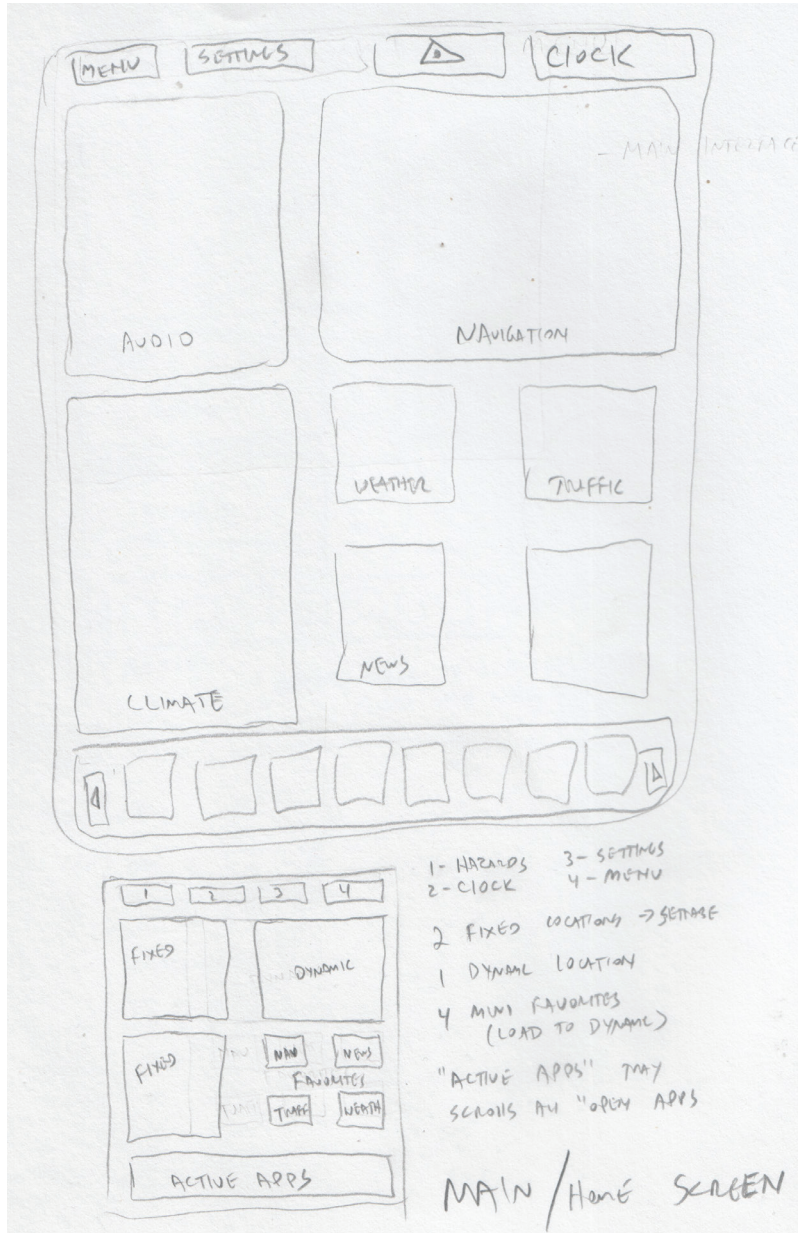 MENU SETTINGS CLOCK
- MAIN INTERFACE
AUDIO NAVIGATION
WEATHER TRAFFIC
NEWS
CLIMATE
1- HAZARDS 3- SETTINGS
2- CLOCK 4- MENU
1 2 3 4
2 FIXED LOCATIONS →
FIXED DYNAMIC
1 DYNAMIC LOCATION
4 MINI FAVORITES
(LOAD TO DYNAMIC)
FIXED NAV NEWS
FAVORITES
TRAFF WEATH
"ACTIVE APPS" TRAY
SCROLLS ALL "OPEN APPS
ACTIVE APPS
MAIN / HOME SCREEN